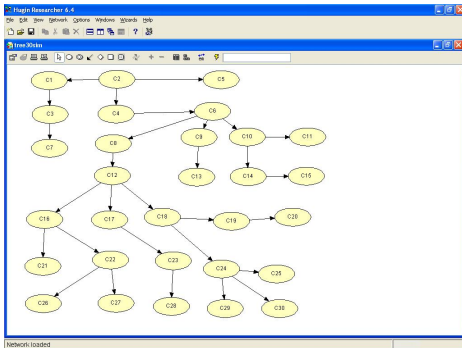 Hugin Researcher 6.4
File Edit View Network Options Windows Wizards Help
tree30skn
C1 C2 C5
C3 C4 C6
C7 C8 C9 C10 C11
C12 C13 C14 C15
C16 C17 C18 C19 C20
C21 C22 C23 C24 C25
C26 C27 C28 C29 C30
Network loaded